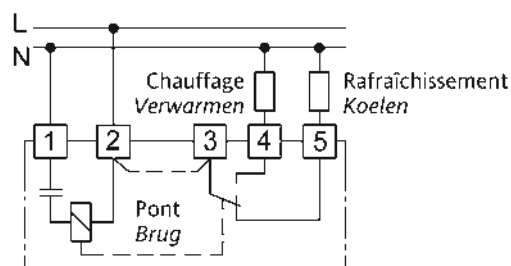 L
N
Chauffage
Verwarmen
Rafraîchissement
Koelen
1 2 3 4 5
Pont
Brug